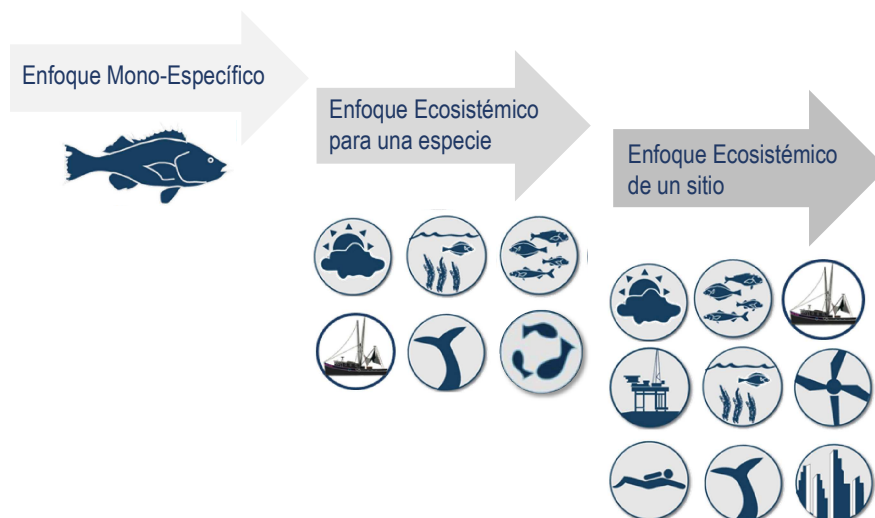 Enfoque Mono-Específico
Enfoque Ecosistémico
para una especie
Enfoque Ecosistémico
de un sitio